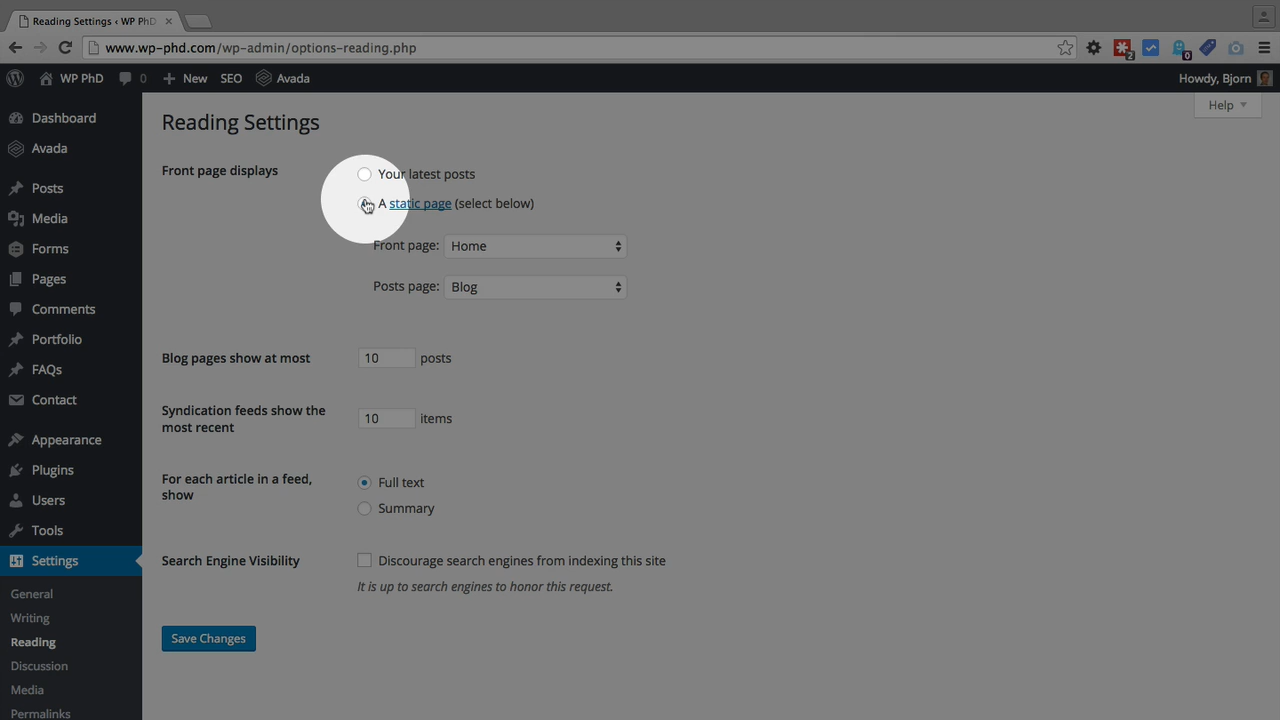 Reading Settings ‹ WP PhD
www.wp-phd.com/wp-admin/options-reading.php
2
0
WP PhD
0
New
SEO
Avada
Howdy, Bjorn
Help
Dashboard
Avada
Posts
Media
Forms
Pages
Comments
Portfolio
FAQs
Contact
Appearance
Plugins
Users
Tools
Settings
General
Writing
Reading
Discussion
Media
Permalinks
Reading Settings
Front page displays
Your latest posts
A static page (select below)
Front page: Home
Posts page: Blog
Blog pages show at most
10 posts
Syndication feeds show the
most recent
10 items
For each article in a feed,
show
Full text
Summary
Search Engine Visibility
Discourage search engines from indexing this site
It is up to search engines to honor this request.
Save Changes